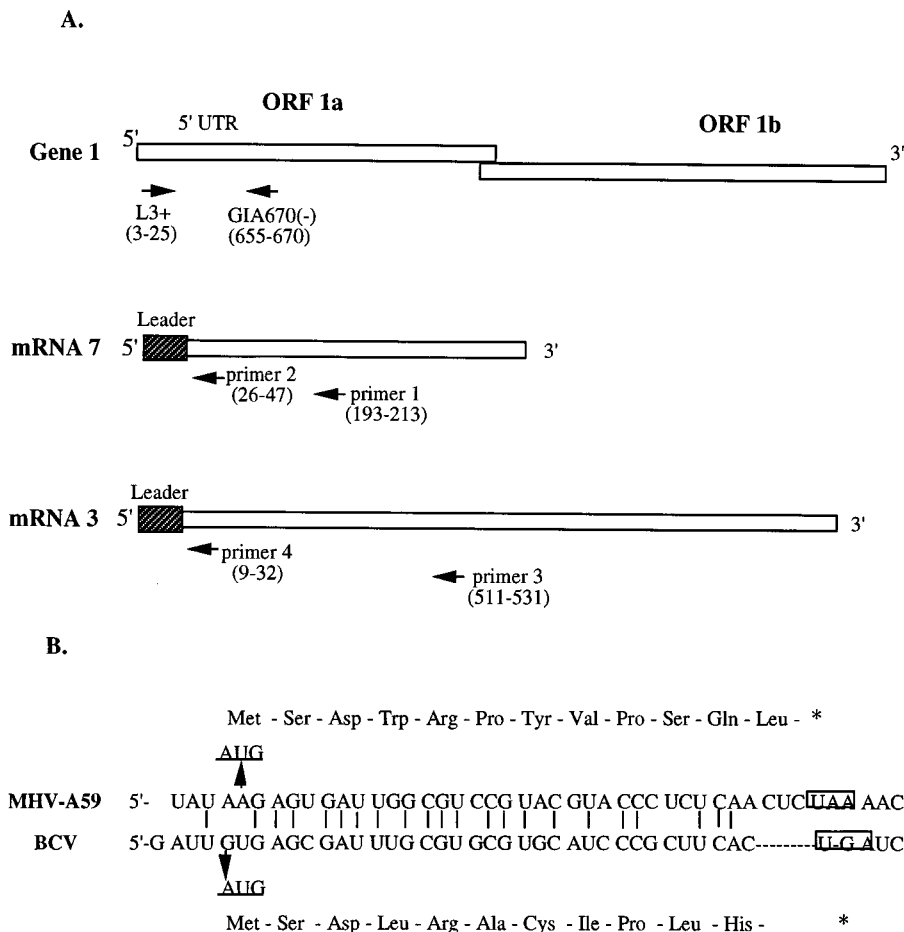 A.
ORF 1a
5' UTR
ORF 1b
Gene 1
5'
3'
L3+
(3-25)
GIA670(-)
(655-670)
Leader
mRNA 7
5'
3'
primer 2
(26-47)
primer 1
(193-213)
Leader
mRNA 3
5'
3'
primer 4
(9-32)
primer 3
(511-531)
B.
Met - Ser - Asp - Trp - Arg - Pro - Tyr - Val - Pro - Ser - Gln - Leu - *
AUG
MHV-A59 5'- UAU AAG AGU GAU UGG CGU CCG UAC GUA CCC UCU CAA CUC UAA AAC
BCV 5'-G AUU GUG AGC GAU UUG CGU GCG UGC AUC CCG CUU CAC--------U-G AUC
AUG
Met - Ser - Asp - Leu - Arg - Ala - Cys - Ile - Pro - Leu - His - *